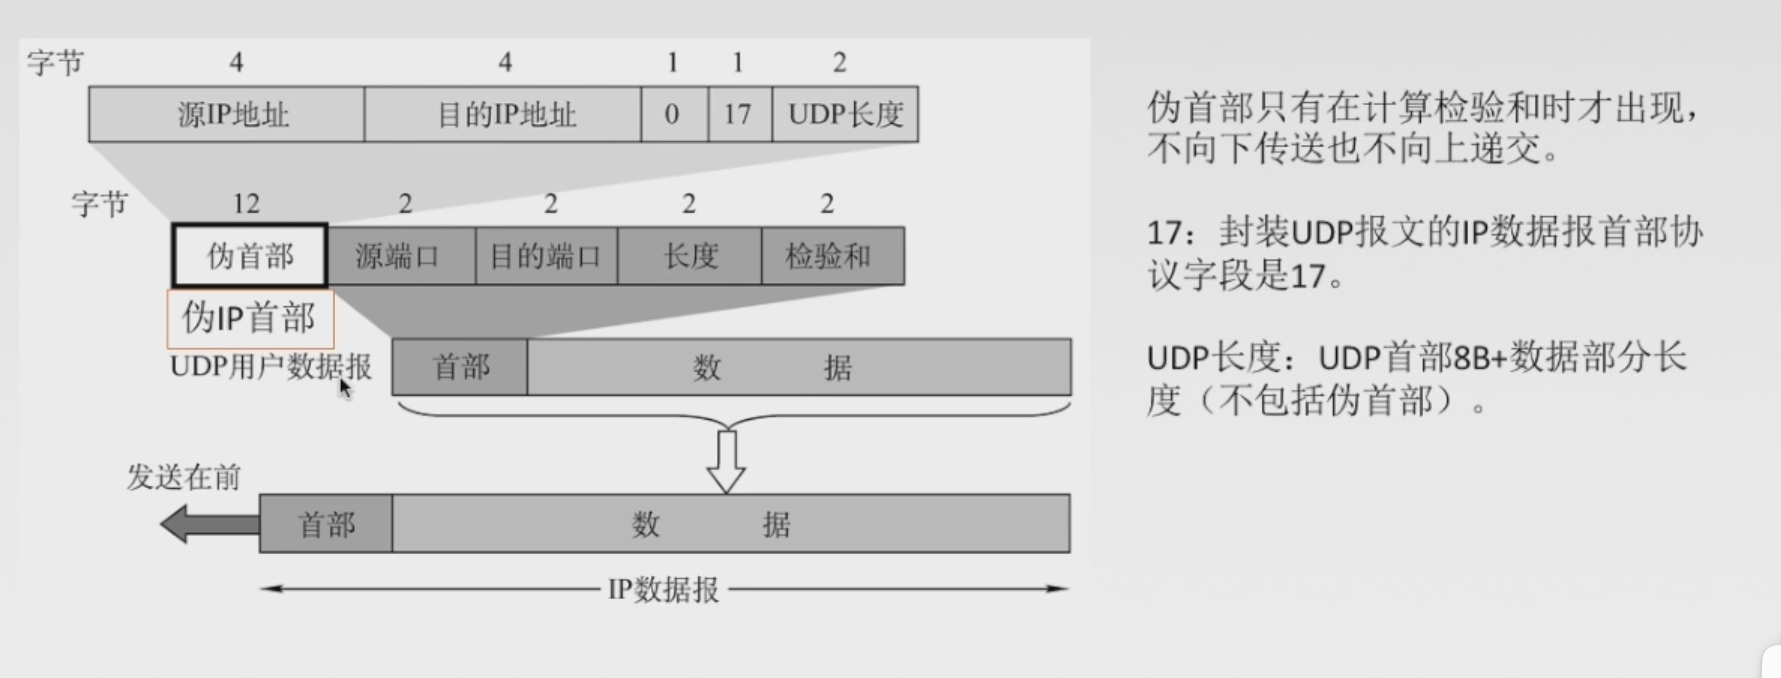 字节 4 4 1 1 2
源IP地址 目的IP地址 0 17 UDP长度
字节 12 2 2 2 2
伪首部 源端口 目的端口 长度 检验和
伪IP首部
UDP用户数据报 首部 数 据
发送在前
首部 数 据
IP数据报
伪首部只有在计算检验和时才出现，
不向下传送也不向上递交。
17：封装UDP报文的IP数据报首部协
议字段是17。
UDP长度：UDP首部8B+数据部分长
度（不包括伪首部）。